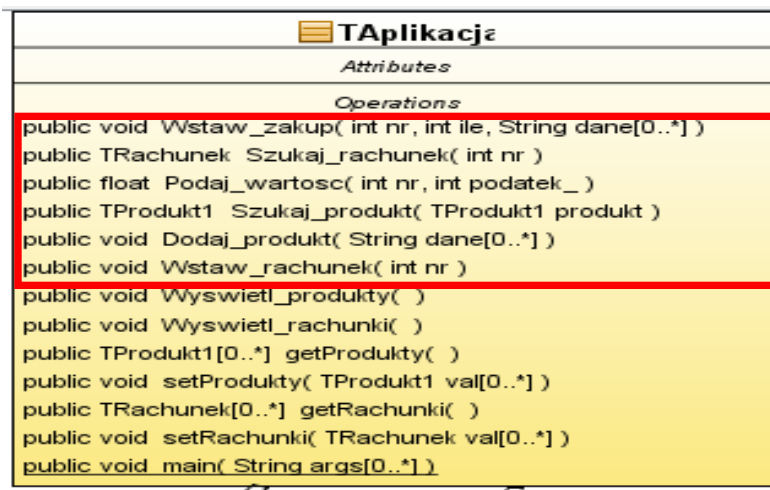 TAplikacja
Attributes
Operations
public void Wstaw_zakup( int nr, int ile, String dane[0..*] )
public TRachunek Szukaj_rachunek( int nr )
public float Podaj_wartosc( int nr, int podatek_ )
public TProdukt1 Szukaj_produkt( TProdukt1 produkt )
public void Dodaj_produkt( String dane[0..*] )
public void Wstaw_rachunek( int nr )
public void Wyswietl_produkty( )
public void Wyswietl_rachunki( )
public TProdukt1[0..*] getProdukty( )
public void setProdukty( TProdukt1 val[0..*] )
public TRachunek[0..*] getRachunki( )
public void setRachunki( TRachunek val[0..*] )
public void main( String args[0..*] )